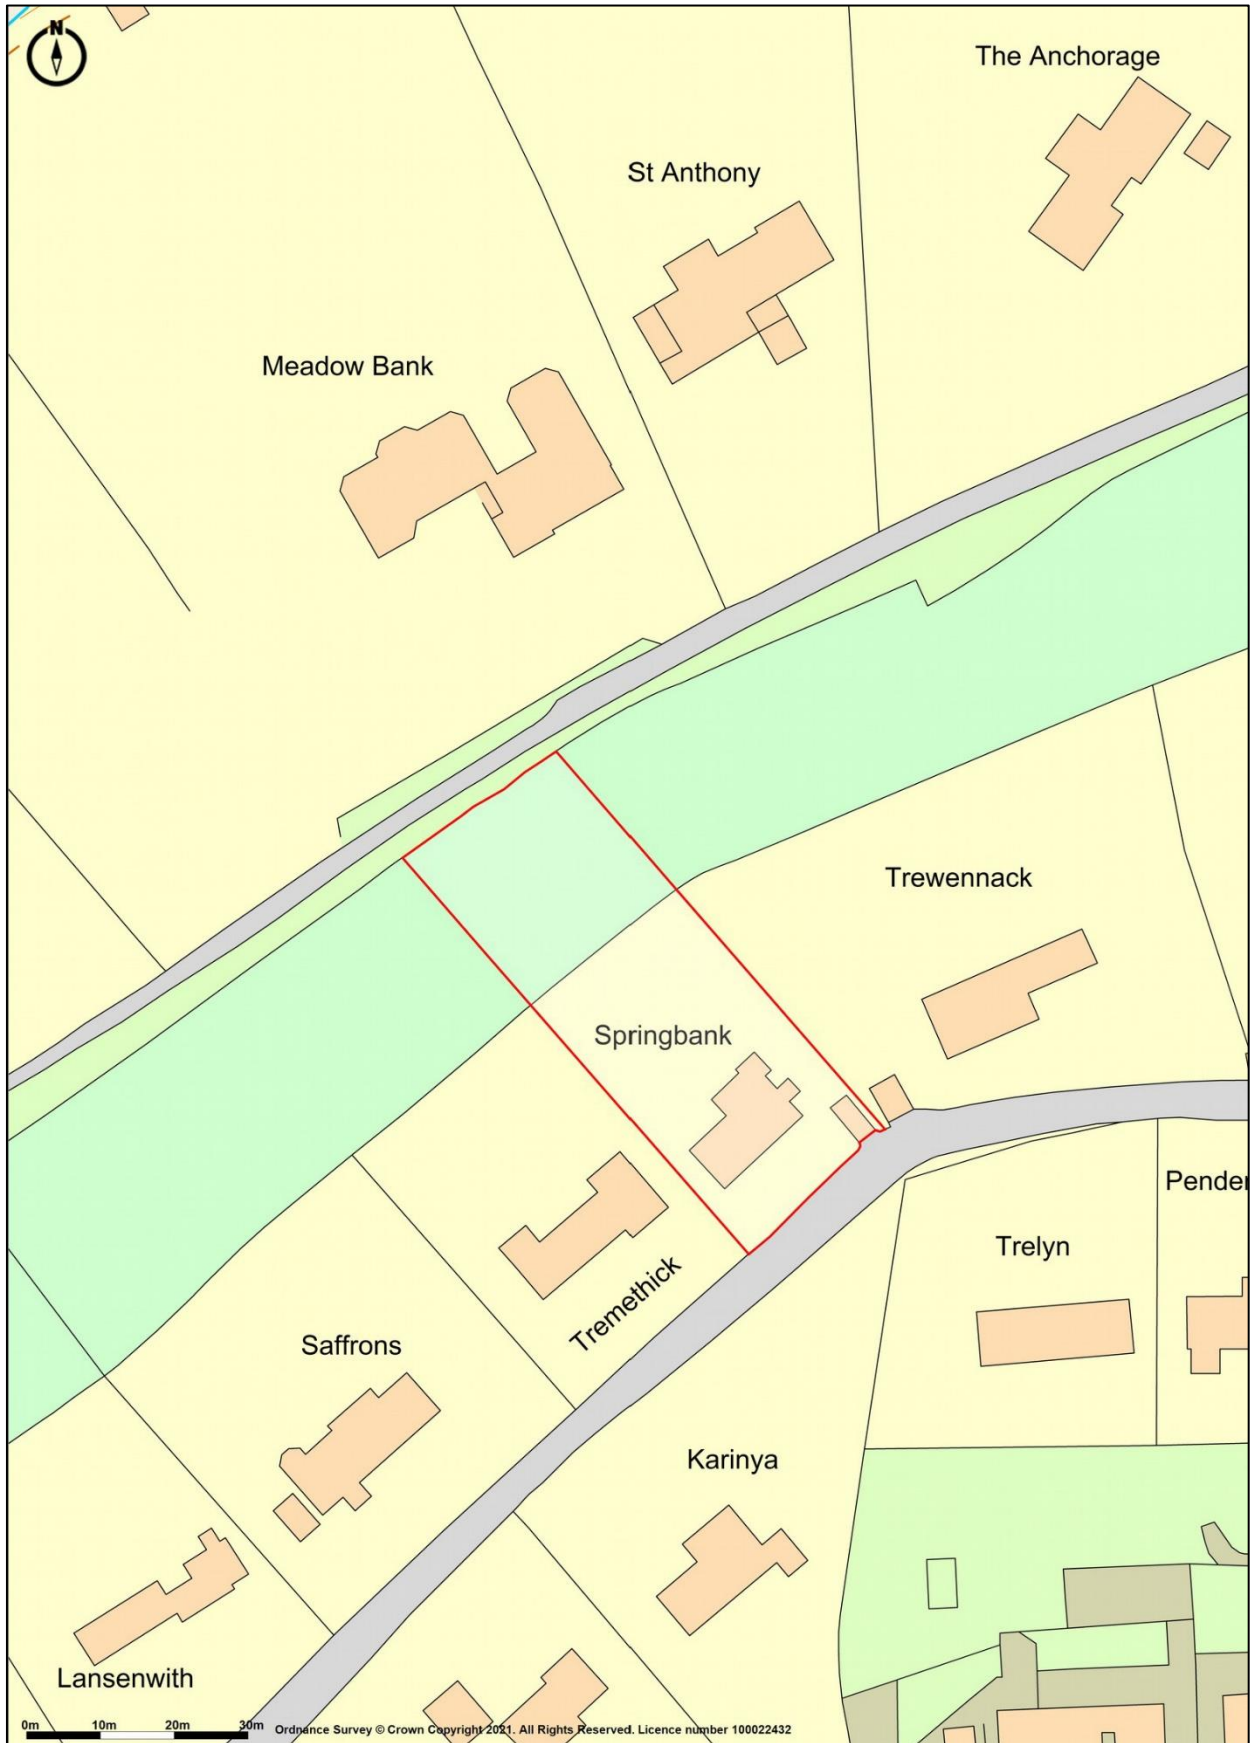 N
The Anchorage
St Anthony
Meadow Bank
Trewennack
Springbank
Pender
Trelyn
Tremethick
Saffrons
Karinya
Lansenwith
0m 10m 20m 30m Ordnance Survey © Crown Copyright 2021. All Rights Reserved. Licence number 100022432